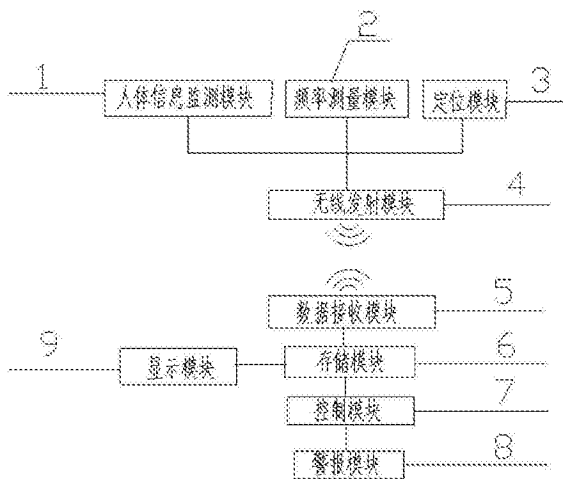 2
1
3
人体信息监测模块
频率测量模块
定位模块
4
无线发射模块
5
数据接收模块
9
6
显示模块
存储模块
7
控制模块
8
警报模块